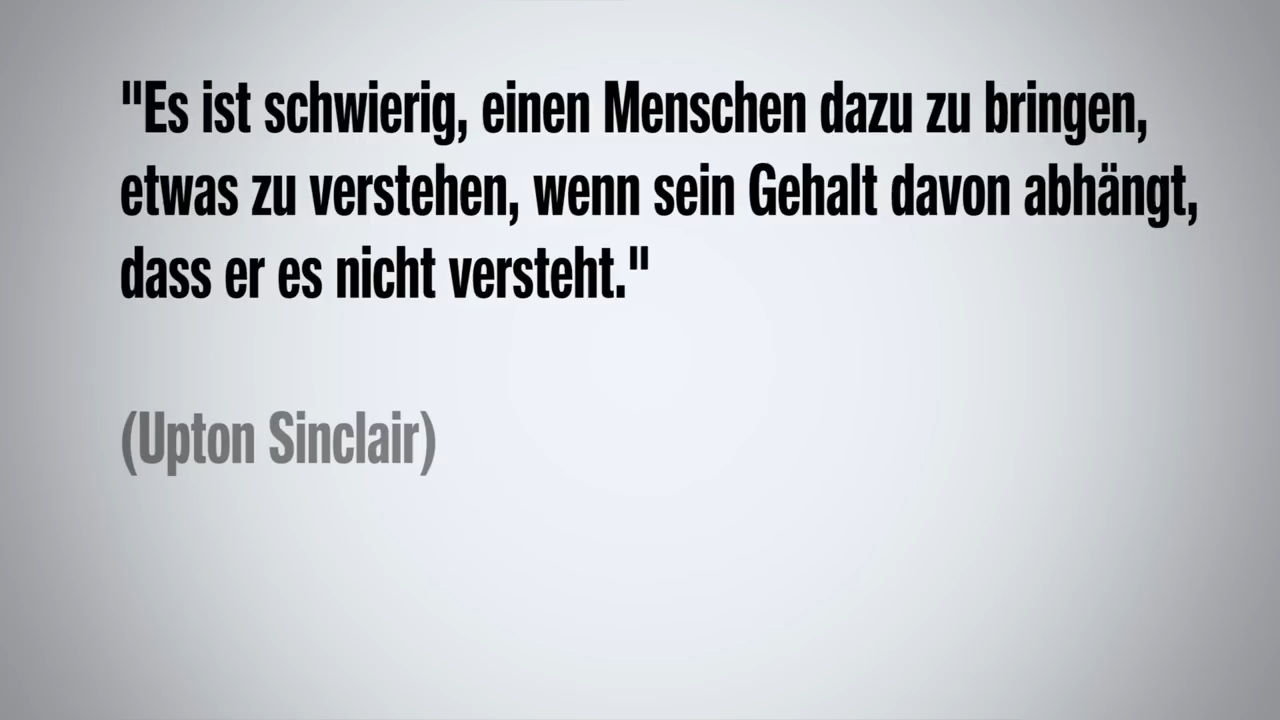 "Es ist schwierig, einen Menschen dazu zu bringen,
etwas zu verstehen, wenn sein Gehalt davon abhängt,
dass er es nicht versteht."
(Upton Sinclair)